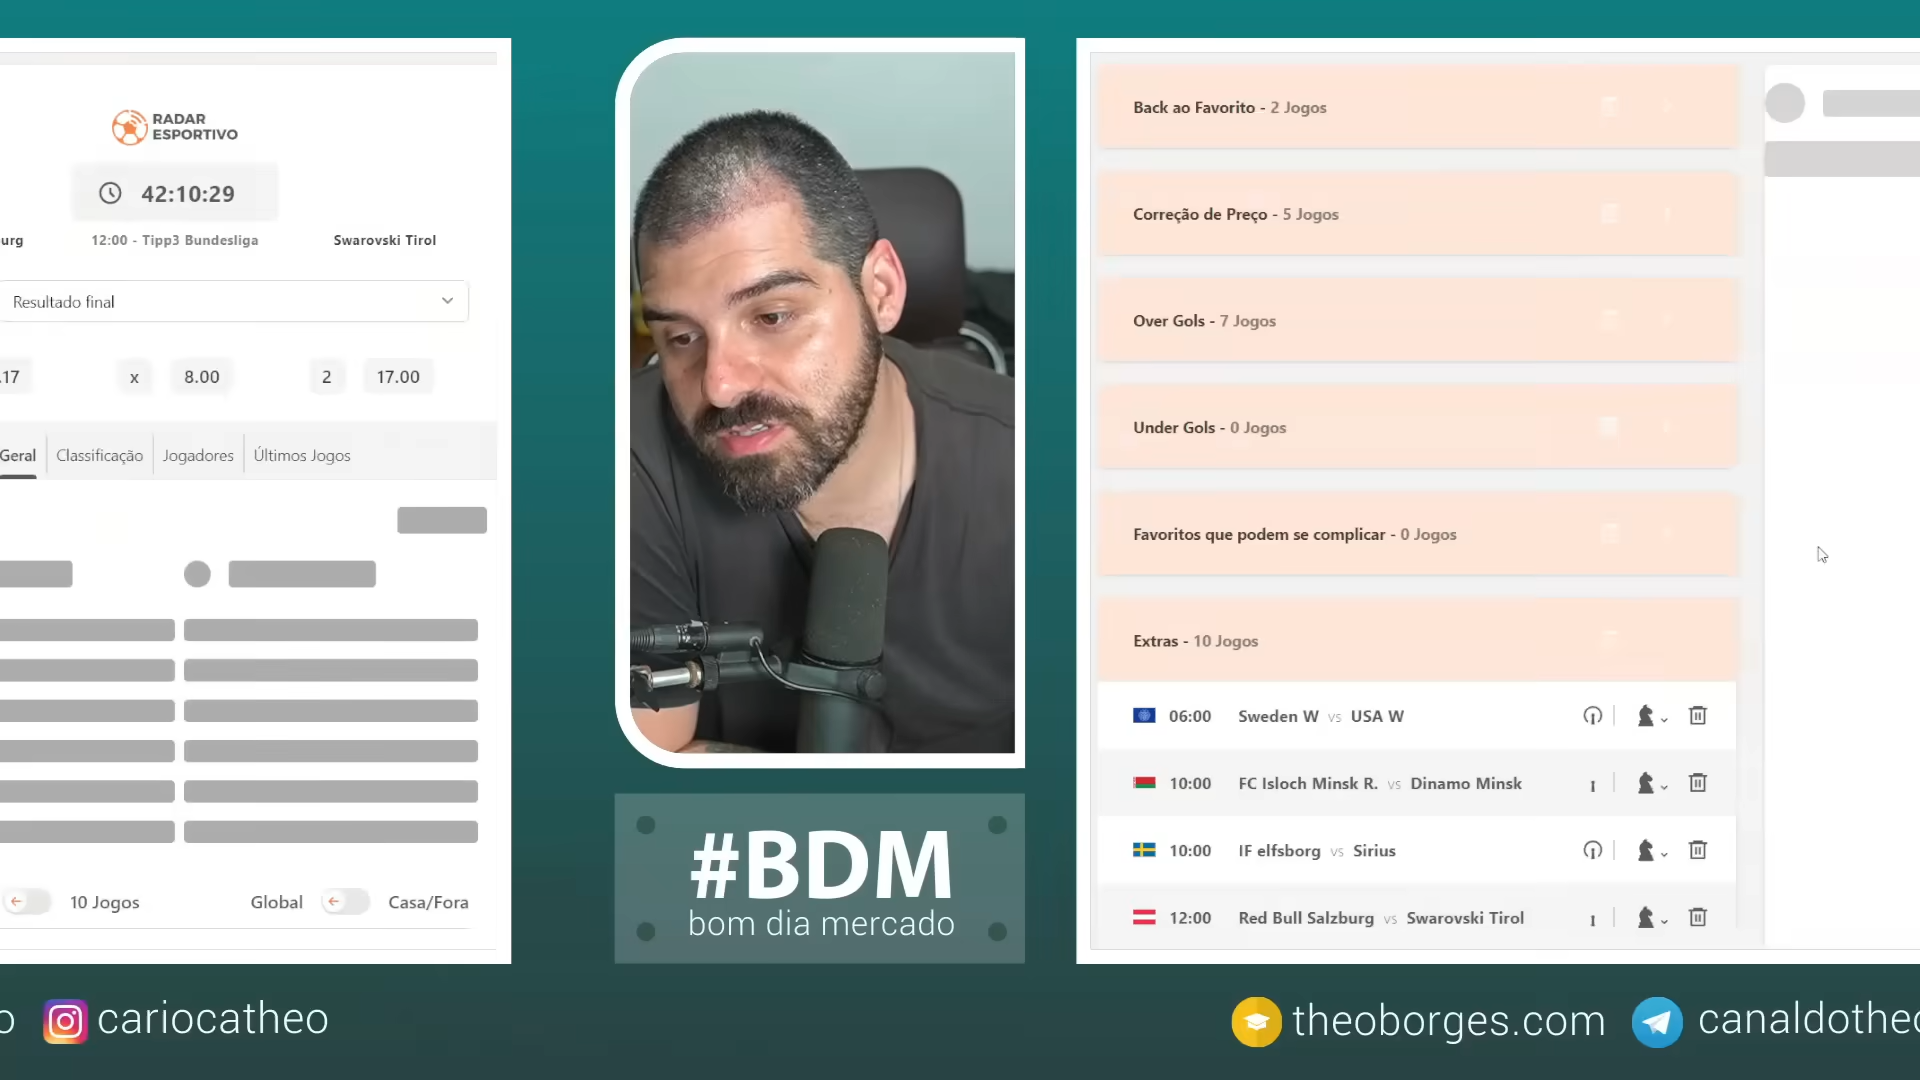 RADAR
ESPORTIVO
42:10:29
urg
12:00 - Tipp3 Bundesliga
Swarovski Tirol
Resultado final
.17
x
8.00
2
17.00
Geral
Classificação
Jogadores
Últimos Jogos
10 Jogos
Global
Casa/Fora
#BDM
bom dia mercado
Back ao Favorito - 2 Jogos
Correção de Preço - 5 Jogos
Over Gols - 7 Jogos
Under Gols - 0 Jogos
Favoritos que podem se complicar - 0 Jogos
Extras - 10 Jogos
06:00 Sweden W vs USA W
10:00 FC Isloch Minsk R. vs Dinamo Minsk
10:00 IF elfsborg vs Sirius
12:00 Red Bull Salzburg vs Swarovski Tirol
o
cariocatheo
theoborges.com
canaldotheo